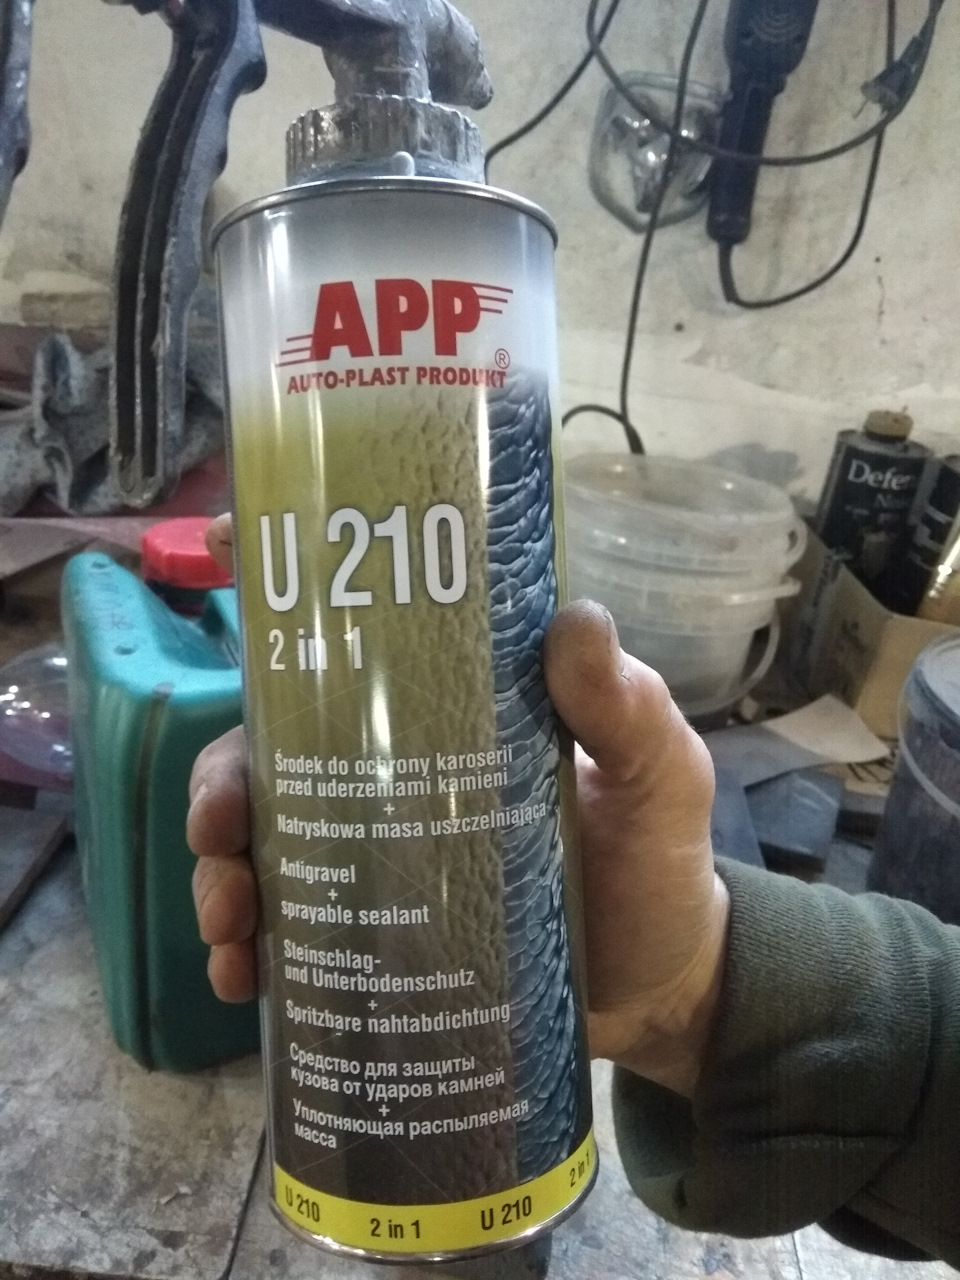 APP
®
AUTO-PLAST PRODUKT
U 210
2 in 1
Środek do ochrony karoserii
przed uderzeniami kamieni
+
Natryskowa masa uszczelniająca
Antigravel
+
sprayable sealant
Steinschlag-
und Unterbodenschutz
+
Spritzbare nahtabdichtung
Средство для защиты
кузова от ударов камней
+
Уплотняющая распыляемая
масса
U 210
2 in 1
U 210
2 in 1